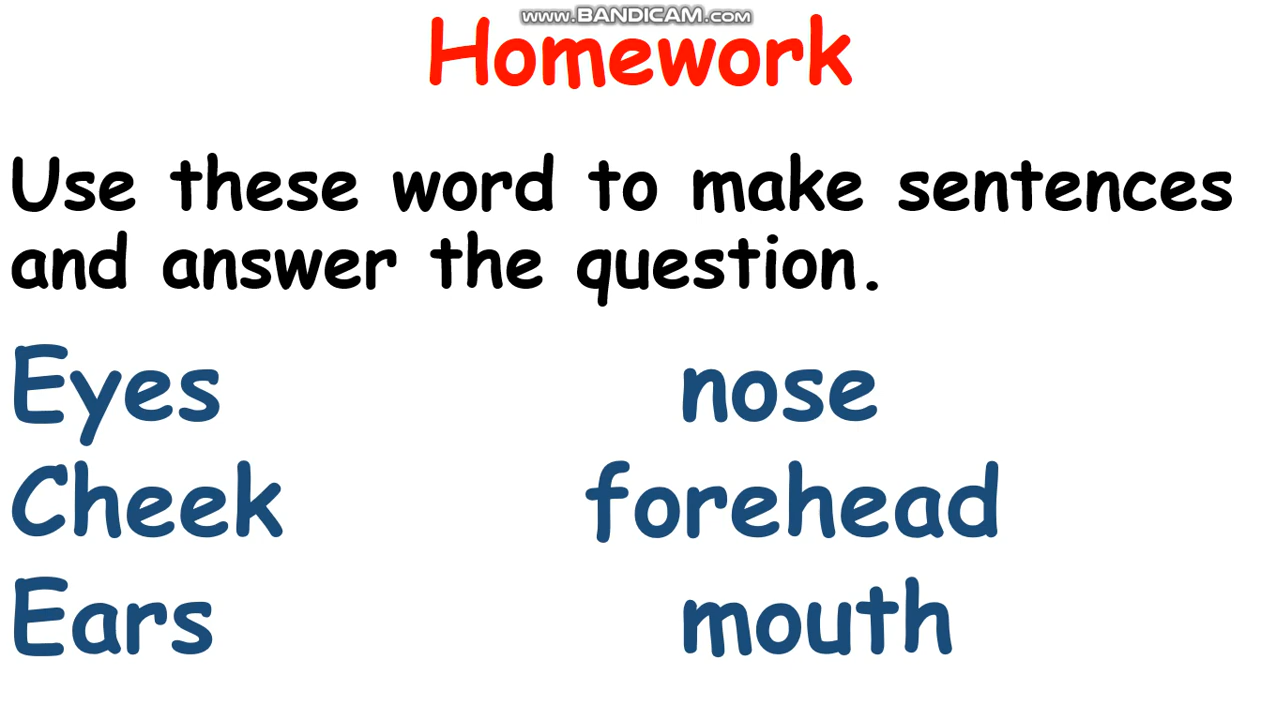 www.BANDICAM.com
Homework
Use these word to make sentences
and answer the question.
Eyes nose
Cheek forehead
Ears mouth